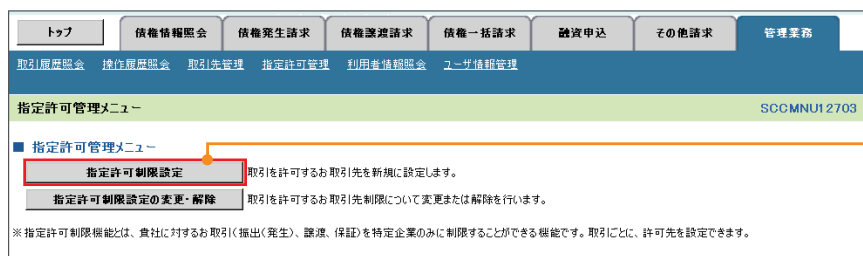 トップ 債権情報照会 債権発生請求 債権譲渡請求 債権一括請求 融資申込 その他請求 管理業務
取引履歴照会 操作履歴照会 取引先管理 指定許可管理 利用者情報照会 ユーザ情報管理
指定許可管理メニュー SCCMNU12703
■ 指定許可管理メニュー
指定許可制限設定 取引を許可するお取引先を新規に設定します。
指定許可制限設定の変更・解除 取引を許可するお取引先制限について変更または解除を行います。
※指定許可制限機能とは、貴社に対するお取引(振出(発生)、譲渡、保証)を特定企業のみに制限することができる機能です。取引ごとに、許可先を設定できます。